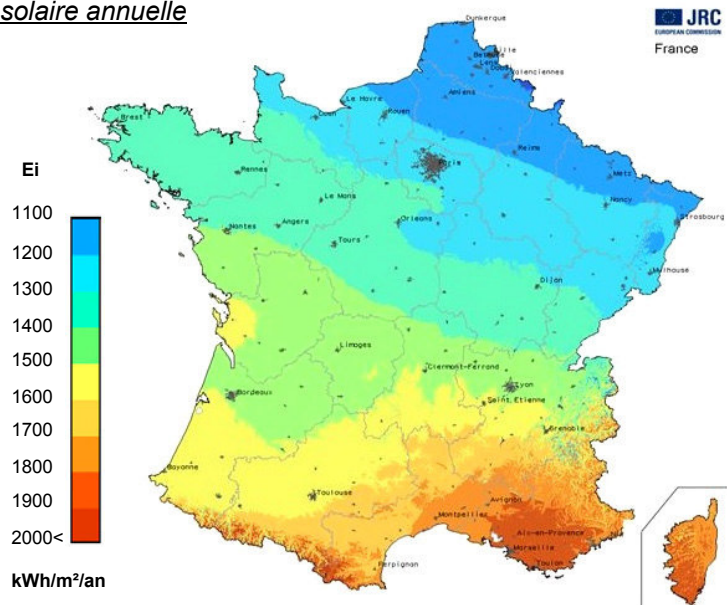 solaire annuelle
JRC
EUROPEAN COMMISSION
France
Ei
1100
1200
1300
1400
1500
1600
1700
1800
1900
2000<
kWh/m²/an
Dunkerque
Lille
Lens
Valenciennes
Amiens
Le Havre
Rouen
Caen
Reims
Metz
Paris
Nancy
Strasbourg
Brest
Rennes
Le Mans
Orleans
Nantes
Angers
Tours
Mulhouse
Dijon
Limoges
Clermont-Ferrand
Lyon
Saint Etienne
Bordeaux
Grenoble
Bayonne
Toulouse
Avignon
Montpellier
Aix-en-Provence
Marseille
Toulon
Perpignan